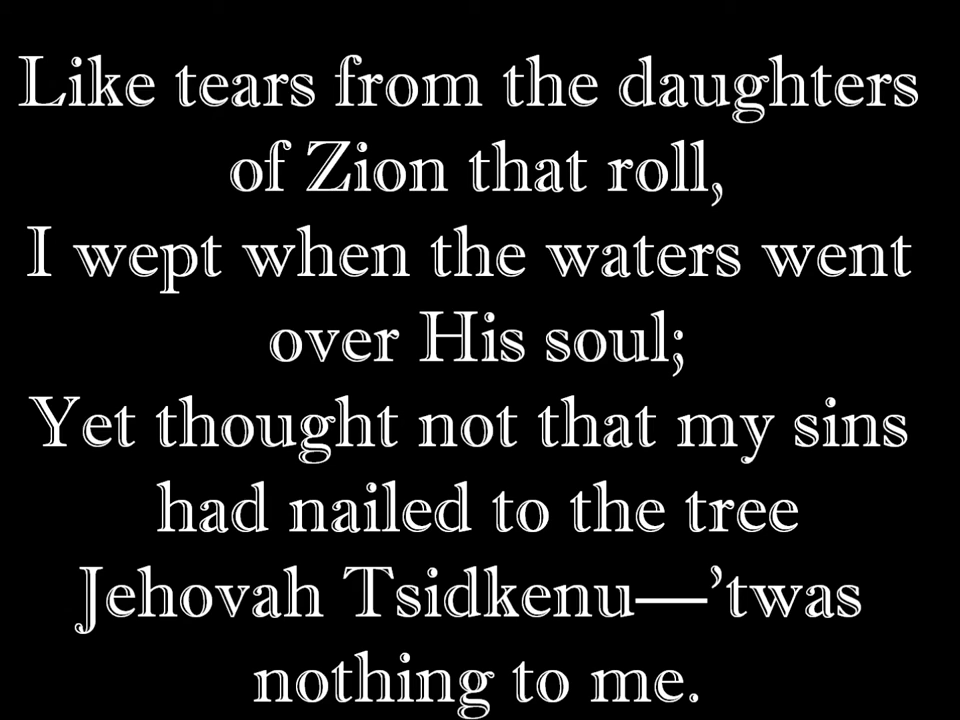 Like tears from the daughters
of Zion that roll,
I wept when the waters went
over His soul;
Yet thought not that my sins
had nailed to the tree
Jehovah Tsidkenu—’twas
nothing to me.